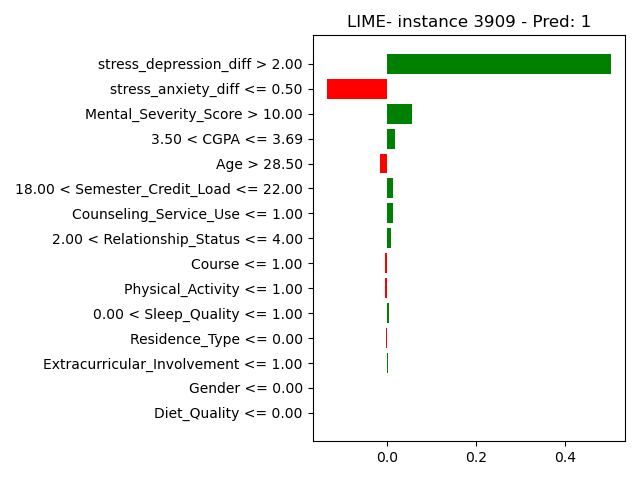 LIME- instance 3909 - Pred: 1
stress_depression_diff > 2.00
stress_anxiety_diff <= 0.50
Mental_Severity_Score > 10.00
3.50 < CGPA <= 3.69
Age > 28.50
18.00 < Semester_Credit_Load <= 22.00
Counseling_Service_Use <= 1.00
2.00 < Relationship_Status <= 4.00
Course <= 1.00
Physical_Activity <= 1.00
0.00 < Sleep_Quality <= 1.00
Residence_Type <= 0.00
Extracurricular_Involvement <= 1.00
Gender <= 0.00
Diet_Quality <= 0.00
0.0 0.2 0.4